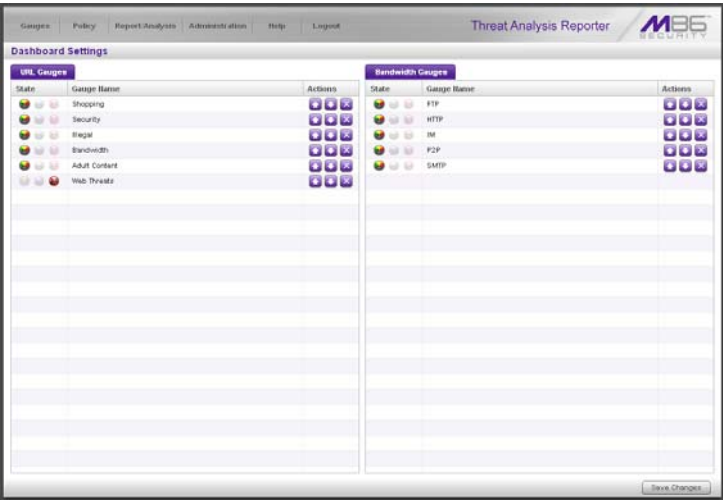 Gauges Policy Report/Analysis Administration Help Logout
Threat Analysis Reporter
M86 SECURITY
Dashboard Settings
URL Gauges
State Gauge Name Actions
Shopping
Security
Illegal
Bandwidth
Adult Content
Web Threats
Bandwidth Gauges
State Gauge Name Actions
FTP
HTTP
IM
P2P
SMTP
Save Changes